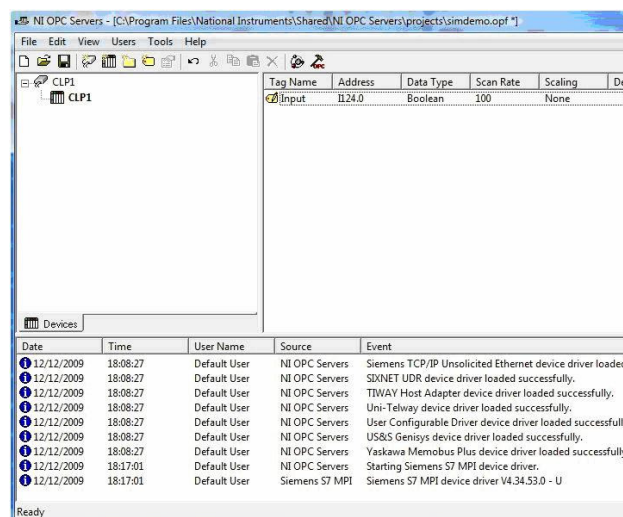 NI OPC Servers - [C:\Program Files\National Instruments\Shared\NI OPC Servers\projects\simdemo.opf *]
File Edit View Users Tools Help
CLP1
CLP1
Tag Name Address Data Type Scan Rate Scaling De
Input I124.0 Boolean 100 None
Devices
Date Time User Name Source Event
12/12/2009 18:08:27 Default User NI OPC Servers Siemens TCP/IP Unsolicited Ethernet device driver loaded
12/12/2009 18:08:27 Default User NI OPC Servers SIXNET UDR device driver loaded successfully.
12/12/2009 18:08:27 Default User NI OPC Servers TIWAY Host Adapter device driver loaded successfully.
12/12/2009 18:08:27 Default User NI OPC Servers Uni-Telway device driver loaded successfully.
12/12/2009 18:08:27 Default User NI OPC Servers User Configurable Driver device driver loaded successfull
12/12/2009 18:08:27 Default User NI OPC Servers US&S Genisys device driver loaded successfully.
12/12/2009 18:08:27 Default User NI OPC Servers Yaskawa Memobus Plus device driver loaded successfully
12/12/2009 18:17:01 Default User NI OPC Servers Starting Siemens S7 MPI device driver.
12/12/2009 18:17:01 Default User Siemens S7 MPI Siemens S7 MPI device driver V4.34.53.0 - U
Ready